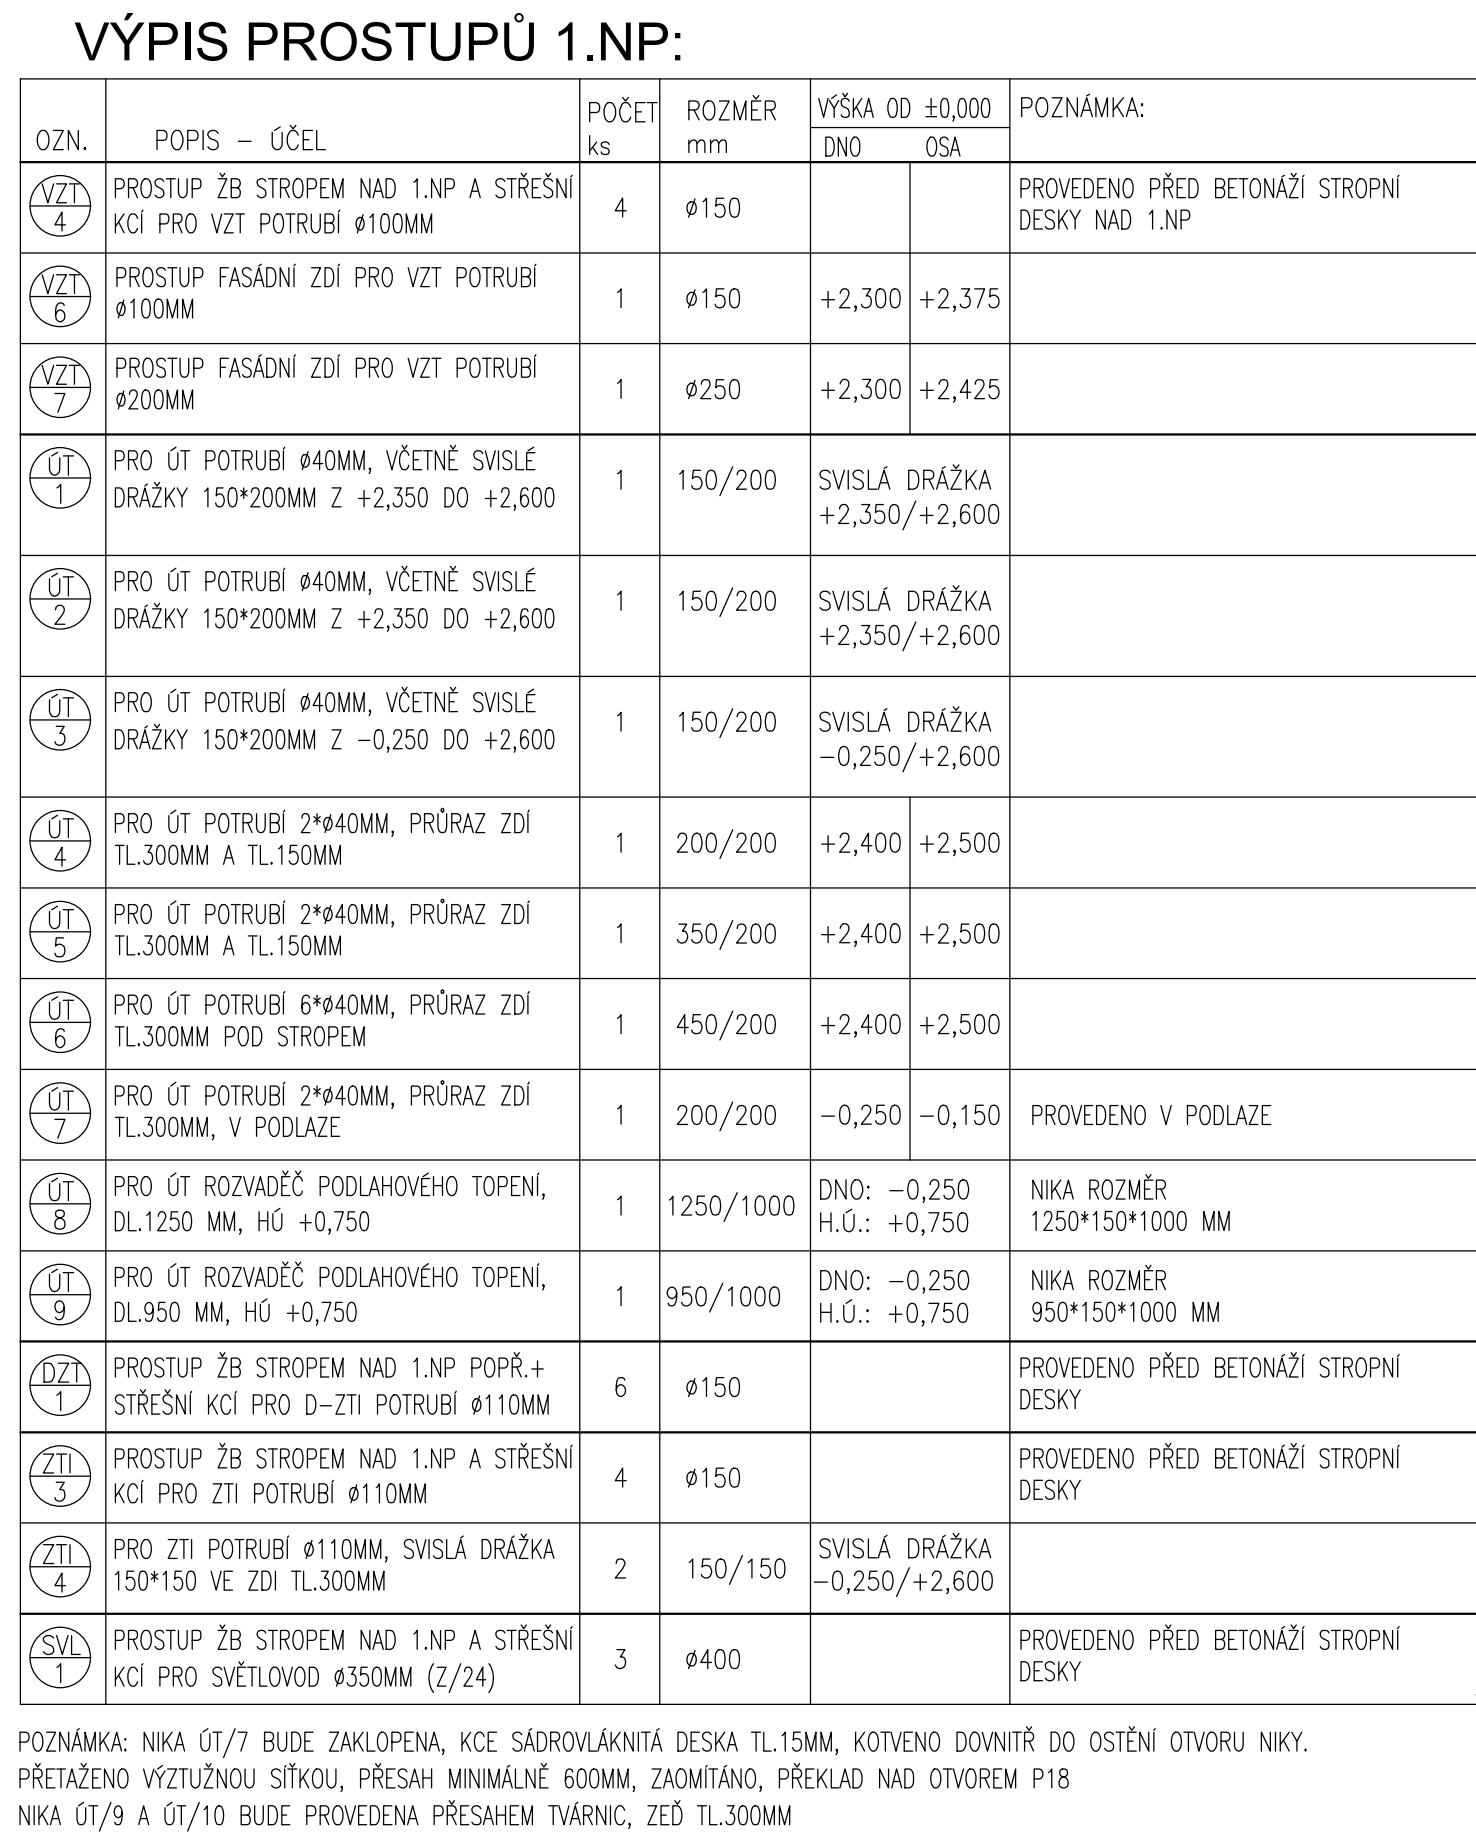 VÝPIS PROSTUPŮ 1.NP:
OZN. POPIS – ÚČEL POČET ks ROZMĚR mm VÝŠKA OD ±0,000 DNO OSA POZNÁMKA:
VZT 4
PROSTUP ŽB STROPEM NAD 1.NP A STŘEŠNÍ
KCÍ PRO VZT POTRUBÍ ø100MM
4 ø150
PROVEDENO PŘED BETONÁŽÍ STROPNÍ
DESKY NAD 1.NP
VZT 6
PROSTUP FASÁDNÍ ZDÍ PRO VZT POTRUBÍ
ø100MM
1 ø150 +2,300 +2,375
VZT 7
PROSTUP FASÁDNÍ ZDÍ PRO VZT POTRUBÍ
ø200MM
1 ø250 +2,300 +2,425
ÚT 1
PRO ÚT POTRUBÍ ø40MM, VČETNĚ SVISLÉ
DRÁŽKY 150*200MM Z +2,350 DO +2,600
1 150/200
SVISLÁ DRÁŽKA
+2,350/+2,600
ÚT 2
PRO ÚT POTRUBÍ ø40MM, VČETNĚ SVISLÉ
DRÁŽKY 150*200MM Z +2,350 DO +2,600
1 150/200
SVISLÁ DRÁŽKA
+2,350/+2,600
ÚT 3
PRO ÚT POTRUBÍ ø40MM, VČETNĚ SVISLÉ
DRÁŽKY 150*200MM Z –0,250 DO +2,600
1 150/200
SVISLÁ DRÁŽKA
–0,250/+2,600
ÚT 4
PRO ÚT POTRUBÍ 2*ø40MM, PRŮRAZ ZDÍ
TL.300MM A TL.150MM
1 200/200 +2,400 +2,500
ÚT 5
PRO ÚT POTRUBÍ 2*ø40MM, PRŮRAZ ZDÍ
TL.300MM A TL.150MM
1 350/200 +2,400 +2,500
ÚT 6
PRO ÚT POTRUBÍ 6*ø40MM, PRŮRAZ ZDÍ
TL.300MM POD STROPEM
1 450/200 +2,400 +2,500
ÚT 7
PRO ÚT POTRUBÍ 2*ø40MM, PRŮRAZ ZDÍ
TL.300MM, V PODLAZE
1 200/200 –0,250 –0,150 PROVEDENO V PODLAZE
ÚT 8
PRO ÚT ROZVADĚČ PODLAHOVÉHO TOPENÍ,
DL.1250 MM, HÚ +0,750
1 1250/1000
DNO: –0,250
H.Ú.: +0,750
NIKA ROZMĚR
1250*150*1000 MM
ÚT 9
PRO ÚT ROZVADĚČ PODLAHOVÉHO TOPENÍ,
DL.950 MM, HÚ +0,750
1 950/1000
DNO: –0,250
H.Ú.: +0,750
NIKA ROZMĚR
950*150*1000 MM
DZT 1
PROSTUP ŽB STROPEM NAD 1.NP POPŘ.+
STŘEŠNÍ KCÍ PRO D–ZTI POTRUBÍ ø110MM
6 ø150
PROVEDENO PŘED BETONÁŽÍ STROPNÍ
DESKY
ZTI 3
PROSTUP ŽB STROPEM NAD 1.NP A STŘEŠNÍ
KCÍ PRO ZTI POTRUBÍ ø110MM
4 ø150
PROVEDENO PŘED BETONÁŽÍ STROPNÍ
DESKY
ZTI 4
PRO ZTI POTRUBÍ ø110MM, SVISLÁ DRÁŽKA
150*150 VE ZDI TL.300MM
2 150/150
SVISLÁ DRÁŽKA
–0,250/+2,600
SVL 1
PROSTUP ŽB STROPEM NAD 1.NP A STŘEŠNÍ
KCÍ PRO SVĚTLOVOD ø350MM (Z/24)
3 ø400
PROVEDENO PŘED BETONÁŽÍ STROPNÍ
DESKY
POZNÁMKA: NIKA ÚT/7 BUDE ZAKLOPENA, KCE SÁDROVLÁKNITÁ DESKA TL.15MM, KOTVENO DOVNITŘ DO OSTĚNÍ OTVORU NIKY.
PŘETAŽENO VÝZTUŽNOU SÍŤKOU, PŘESAH MINIMÁLNĚ 600MM, ZAOMÍTÁNO, PŘEKLAD NAD OTVOREM P18
NIKA ÚT/9 A ÚT/10 BUDE PROVEDENA PŘESAHEM TVÁRNIC, ZEĎ TL.300MM